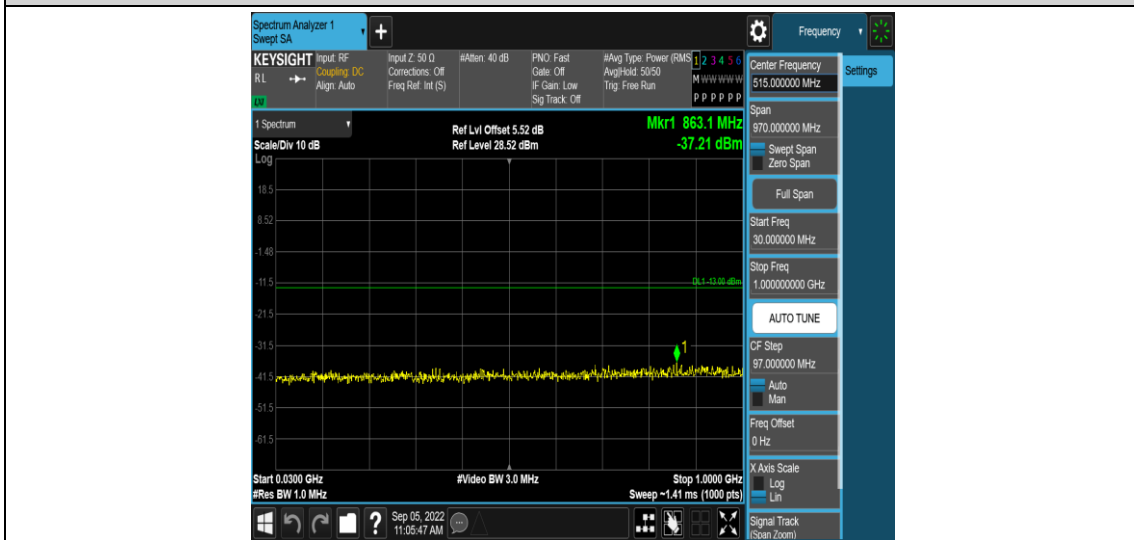 Spectrum Analyzer 1
Swept SA
+
Frequency
KEYSIGHT
RL
LXI
Input: RF
Coupling: DC
Align: Auto
Input Z: 50 Ω
Corrections: Off
Freq Ref: Int (S)
#Atten: 40 dB
PNO: Fast
Gate: Off
IF Gain: Low
Sig Track: Off
#Avg Type: Power (RMS
Avg|Hold: 50/50
Trig: Free Run
1 2 3 4 5 6
M W W W W W
P P P P P P
1 Spectrum
Scale/Div 10 dB
Ref Lvl Offset 5.52 dB
Ref Level 28.52 dBm
Mkr1 863.1 MHz
-37.21 dBm
Log
18.5
8.52
-1.48
-11.5
DL1 -13.00 dBm
-21.5
-31.5
1
-41.5
-51.5
-61.5
Start 0.0300 GHz
#Video BW 3.0 MHz
Stop 1.0000 GHz
#Res BW 1.0 MHz
Sweep ~1.41 ms (1000 pts)
?
Sep 05, 2022
11:05:47 AM
Center Frequency
515.000000 MHz
Settings
Span
970.000000 MHz
Swept Span
Zero Span
Full Span
Start Freq
30.000000 MHz
Stop Freq
1.000000000 GHz
AUTO TUNE
CF Step
97.000000 MHz
Auto
Man
Freq Offset
0 Hz
X Axis Scale
Log
Lin
Signal Track
(Span Zoom)